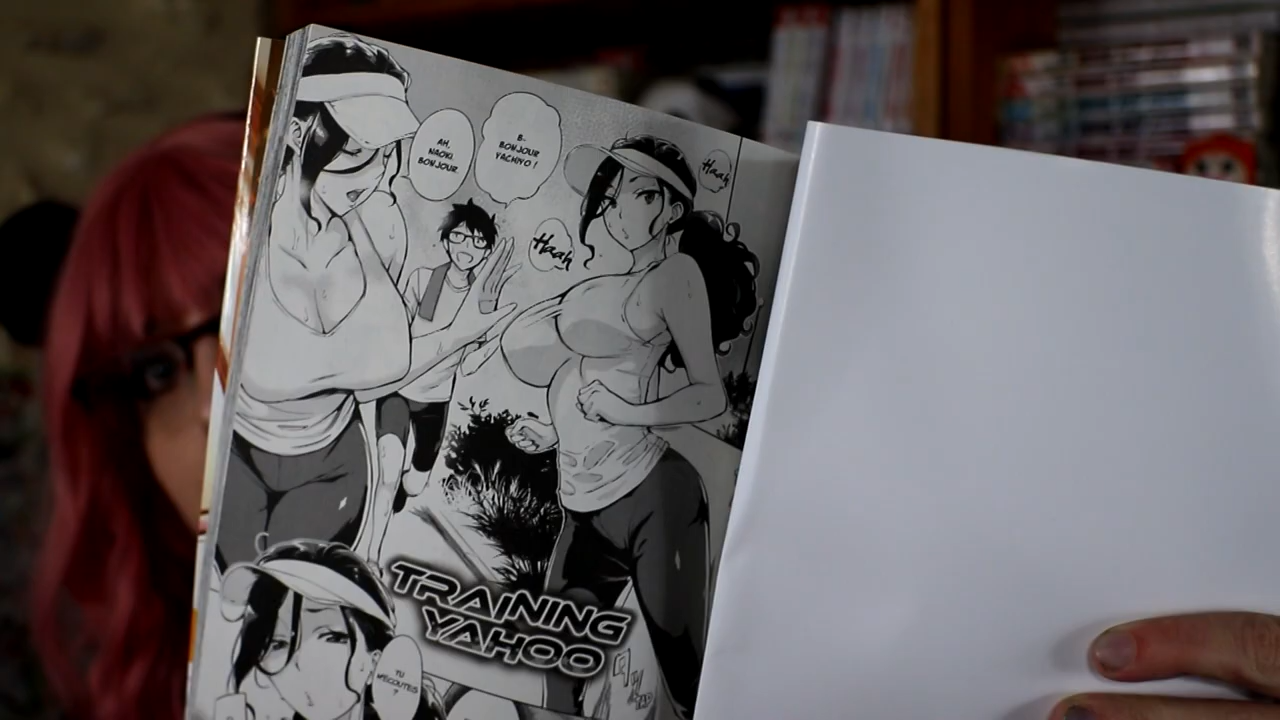 AH,
NAOKI.
BONJOUR.
B.
BONJOUR
YACHIYO !
Haah
Haah
TRAINING
YAHOO
TU
M'ÉCOUTES
?